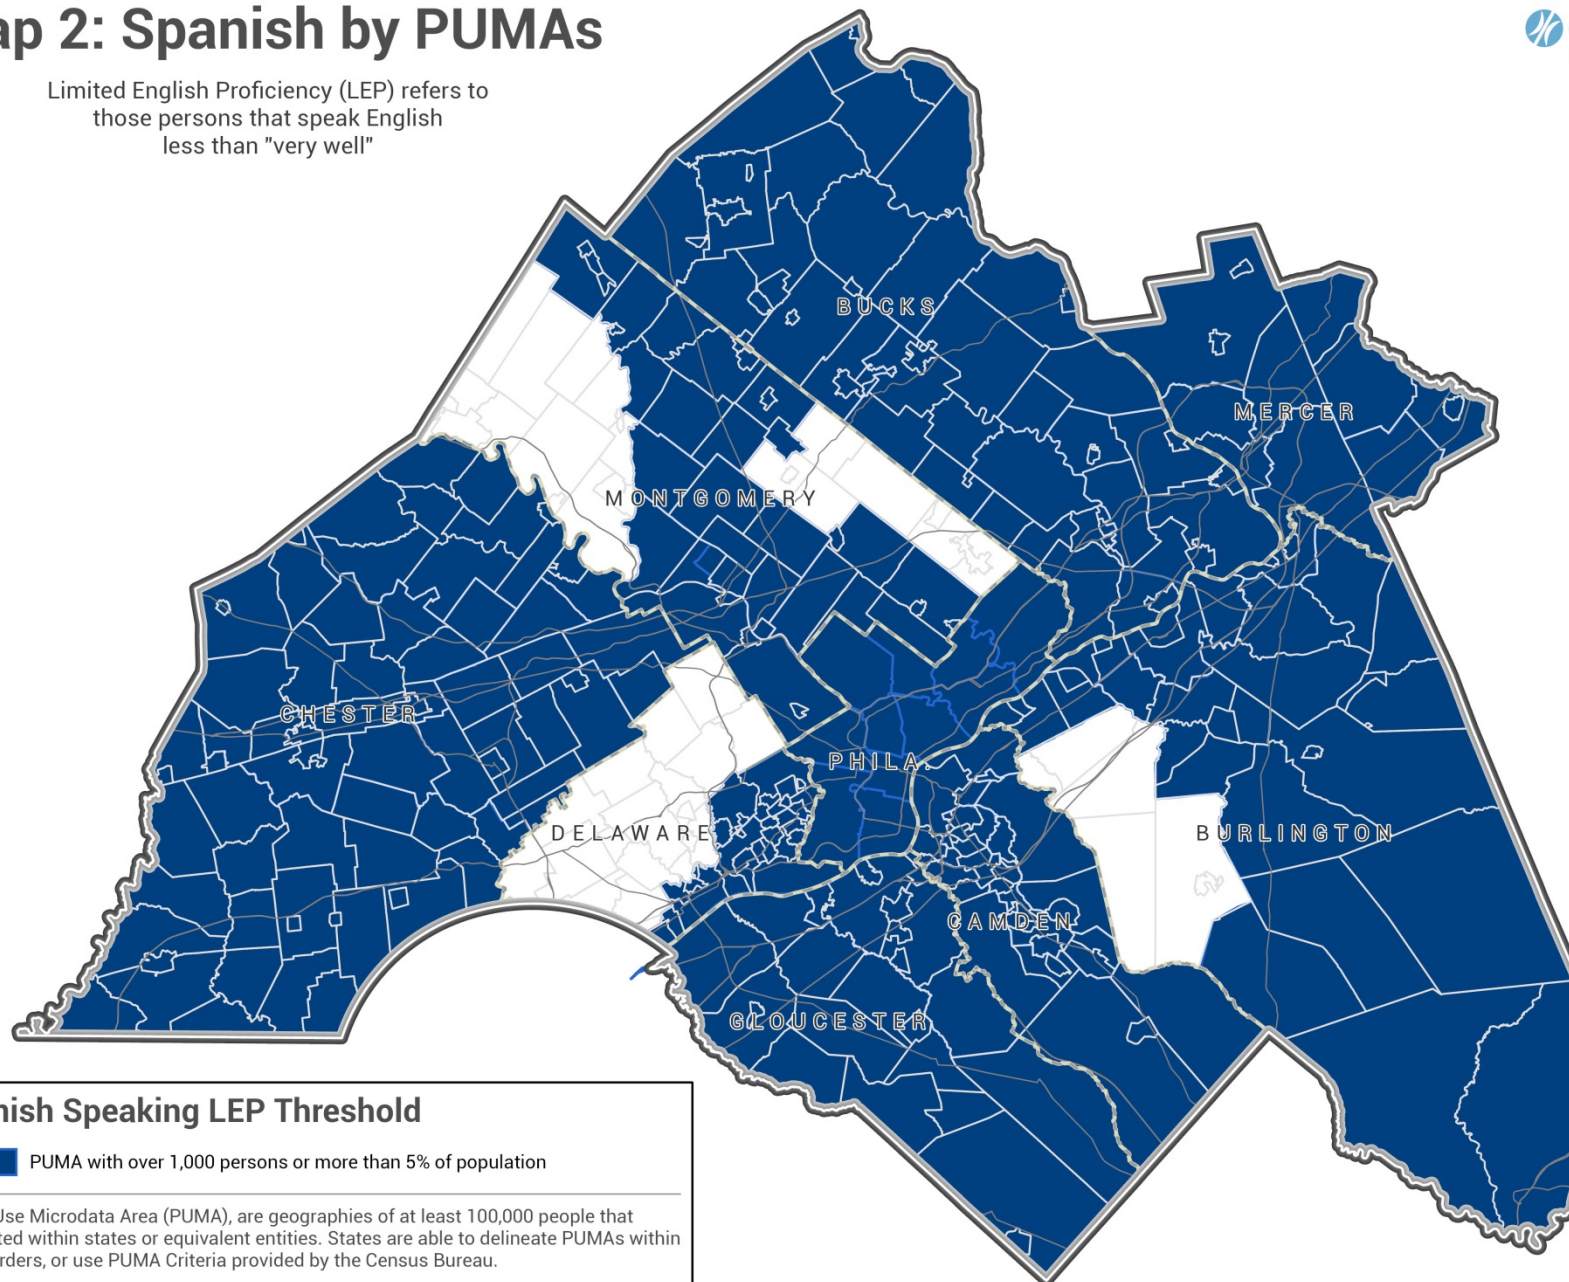 ap 2: Spanish by PUMAs
Limited English Proficiency (LEP) refers to
those persons that speak English
less than "very well"
BUCKS
MERCER
MONTGOMERY
CHESTER
PHILA.
DELAWARE
BURLINGTON
CAMDEN
GLOUCESTER
nish Speaking LEP Threshold
PUMA with over 1,000 persons or more than 5% of population
Use Microdata Area (PUMA), are geographies of at least 100,000 people that
ted within states or equivalent entities. States are able to delineate PUMAs within
rders, or use PUMA Criteria provided by the Census Bureau.